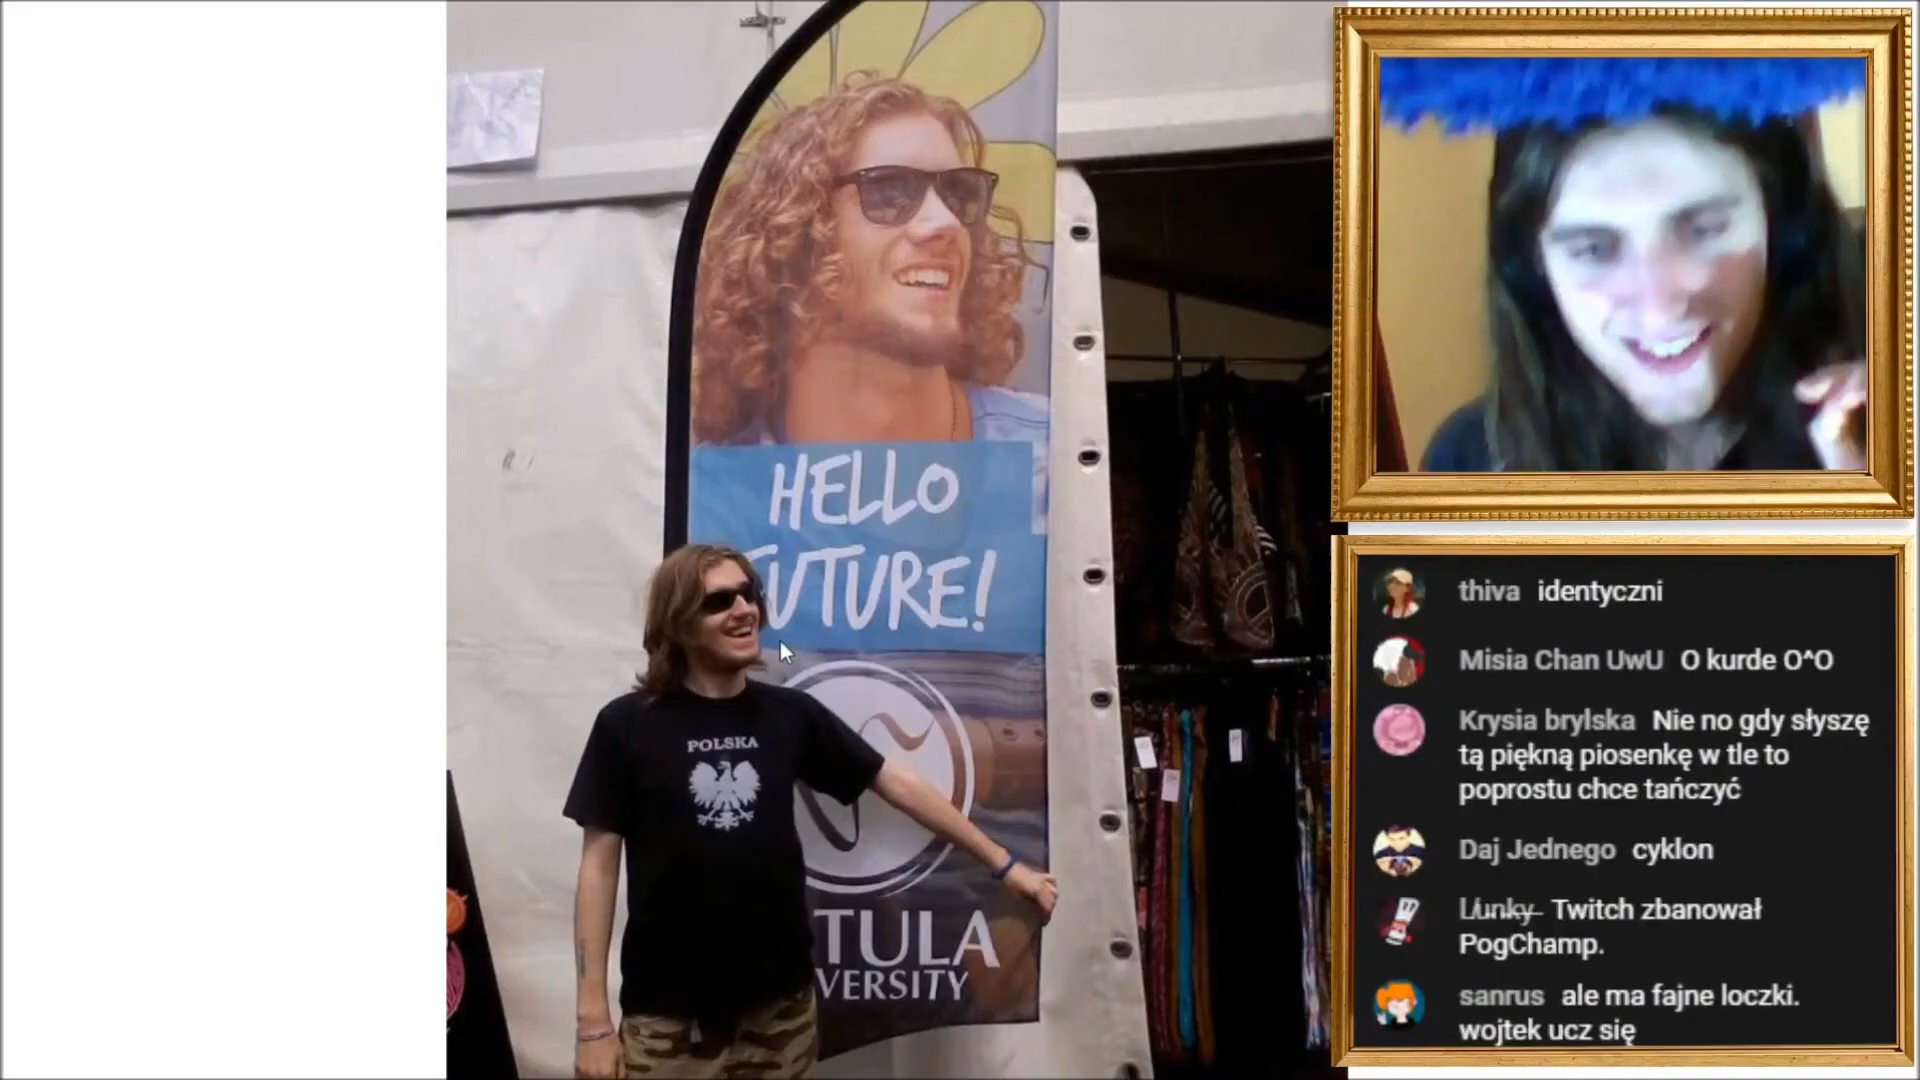 HELLO
FUTURE!
POLSKA
TULA
VERSITY
thiva identyczni
Misia Chan UwU O kurde O^O
Krysia brylska Nie no gdy słyszę
tą piękną piosenkę w tle to
poprostu chce tańczyć
Daj Jednego cyklon
Twitch zbanował
PogChamp.
sanrus ale ma fajne loczki.
wojtek ucz się